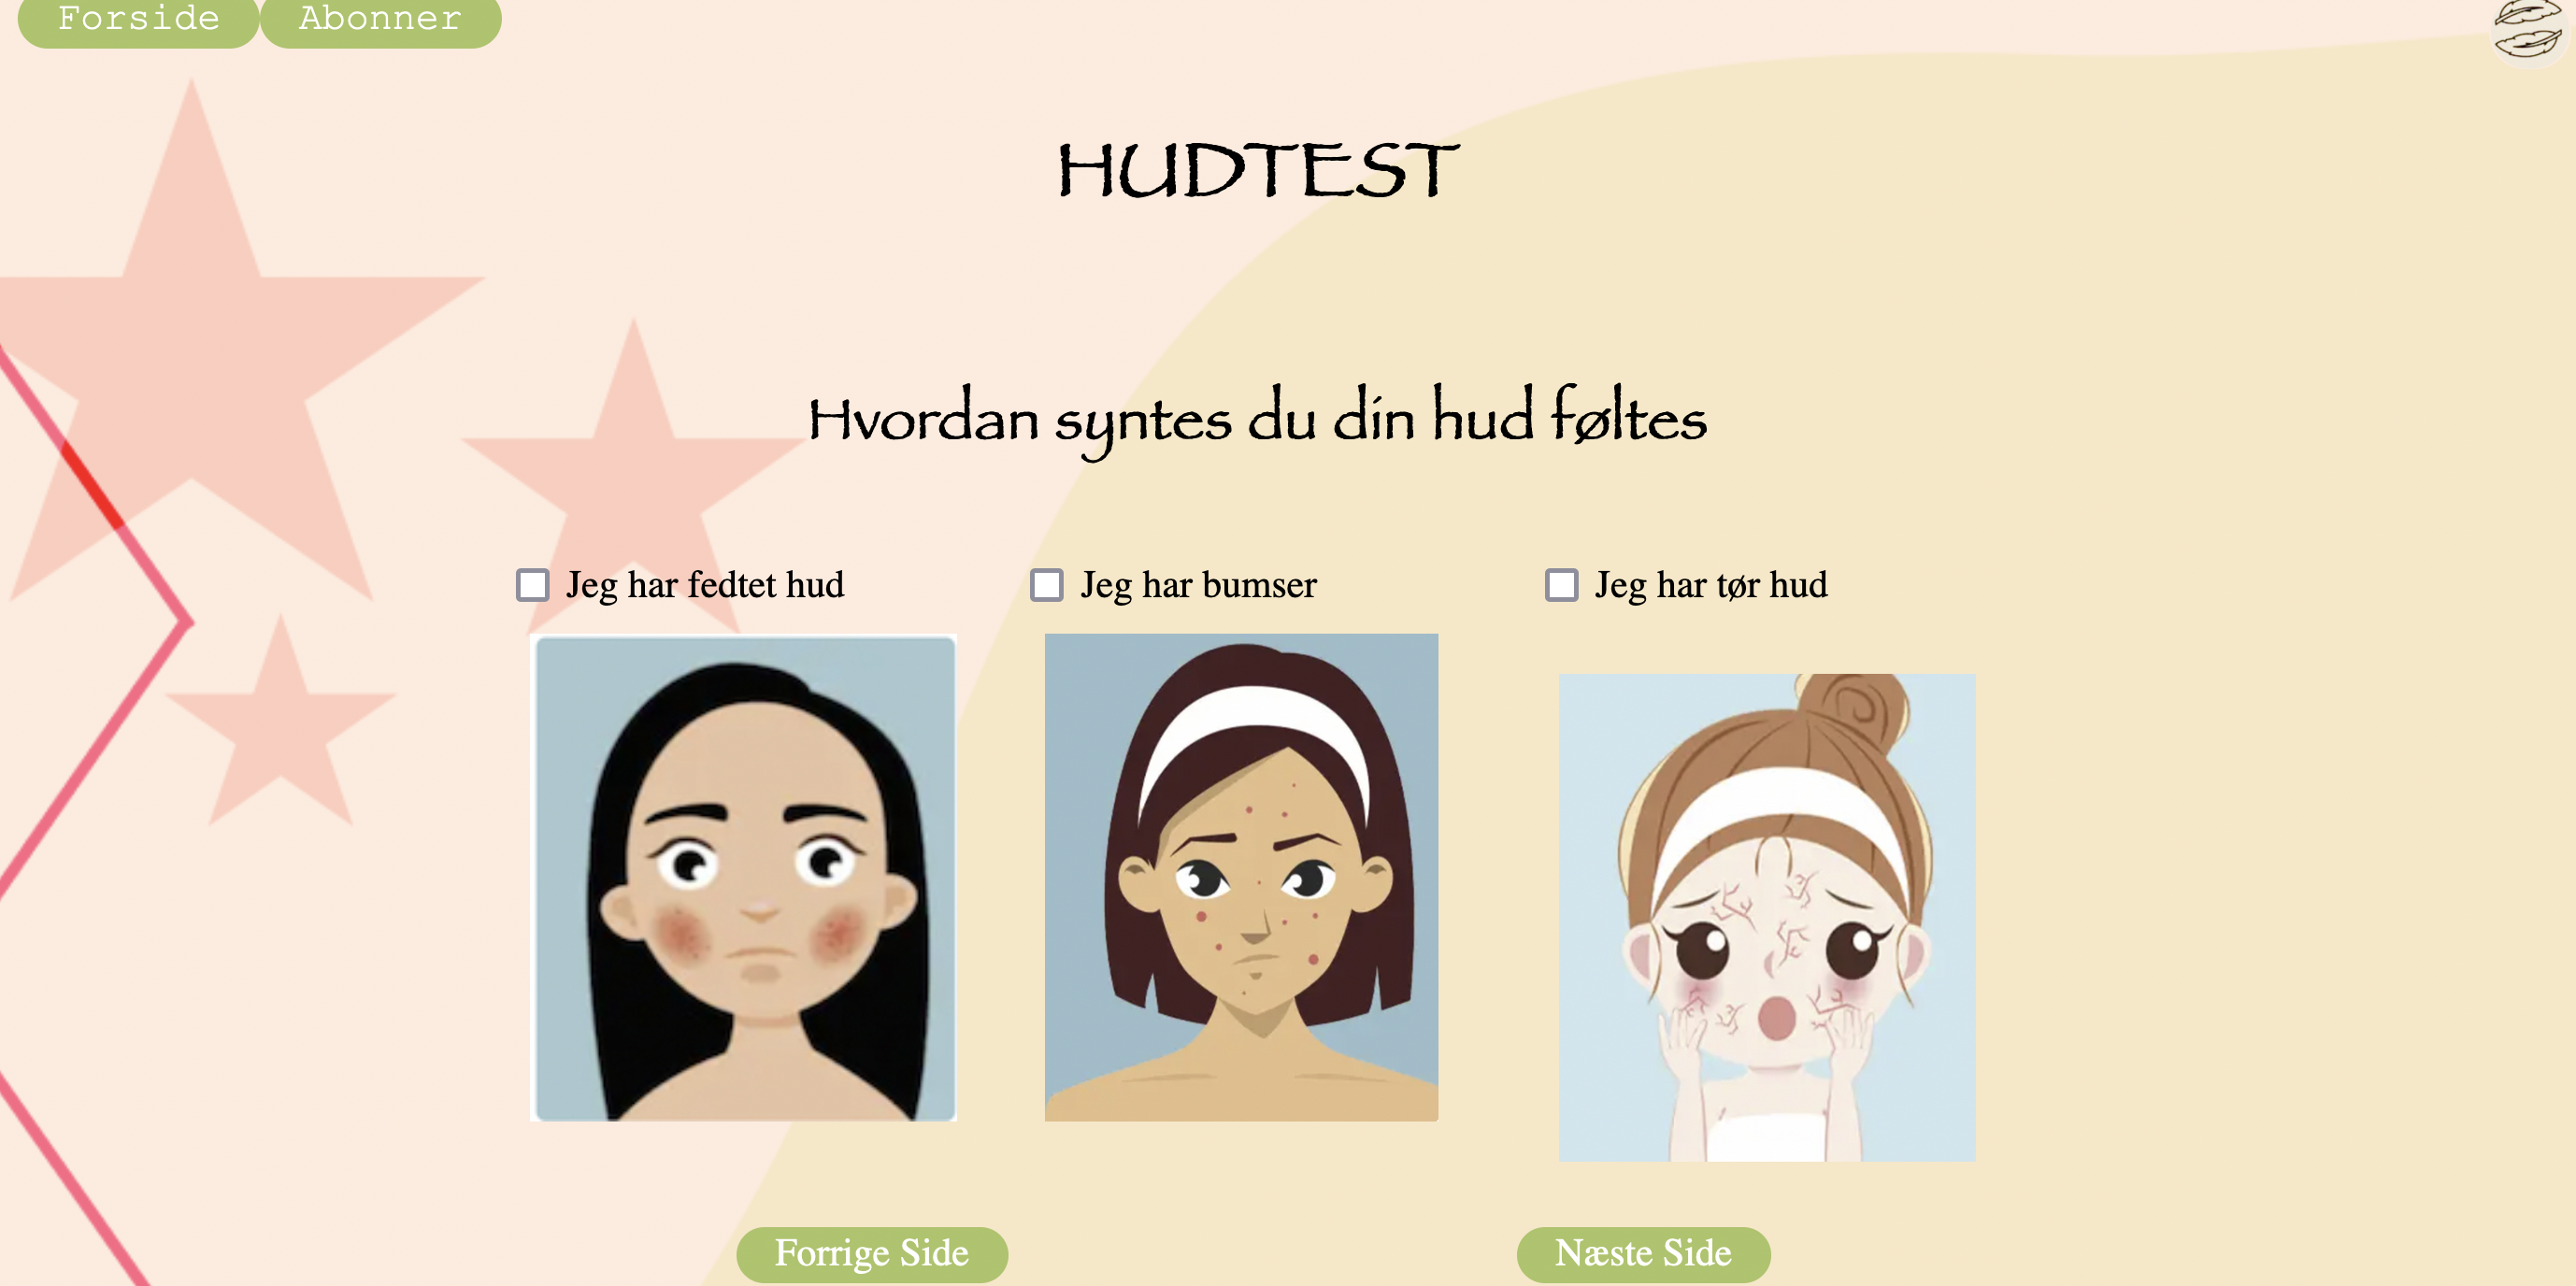 Forside Abonner
HUDTEST
Hvordan syntes du din hud føltes
Jeg har fedtet hud Jeg har bumser Jeg har tør hud
Forrige Side Næste Side